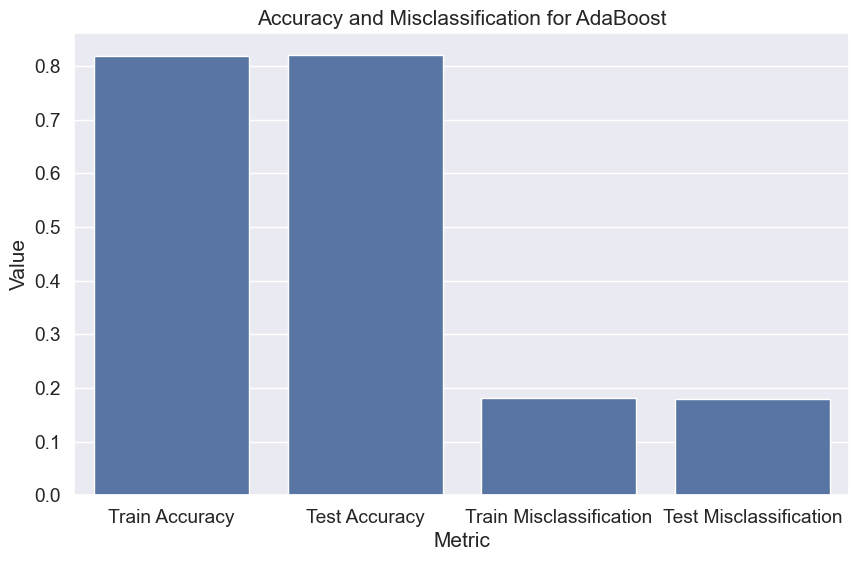 Accuracy and Misclassification for AdaBoost
Value
0.8
0.7
0.6
0.5
0.4
0.3
0.2
0.1
0.0
Train Accuracy
Test Accuracy
Train Misclassification
Test Misclassification
Metric